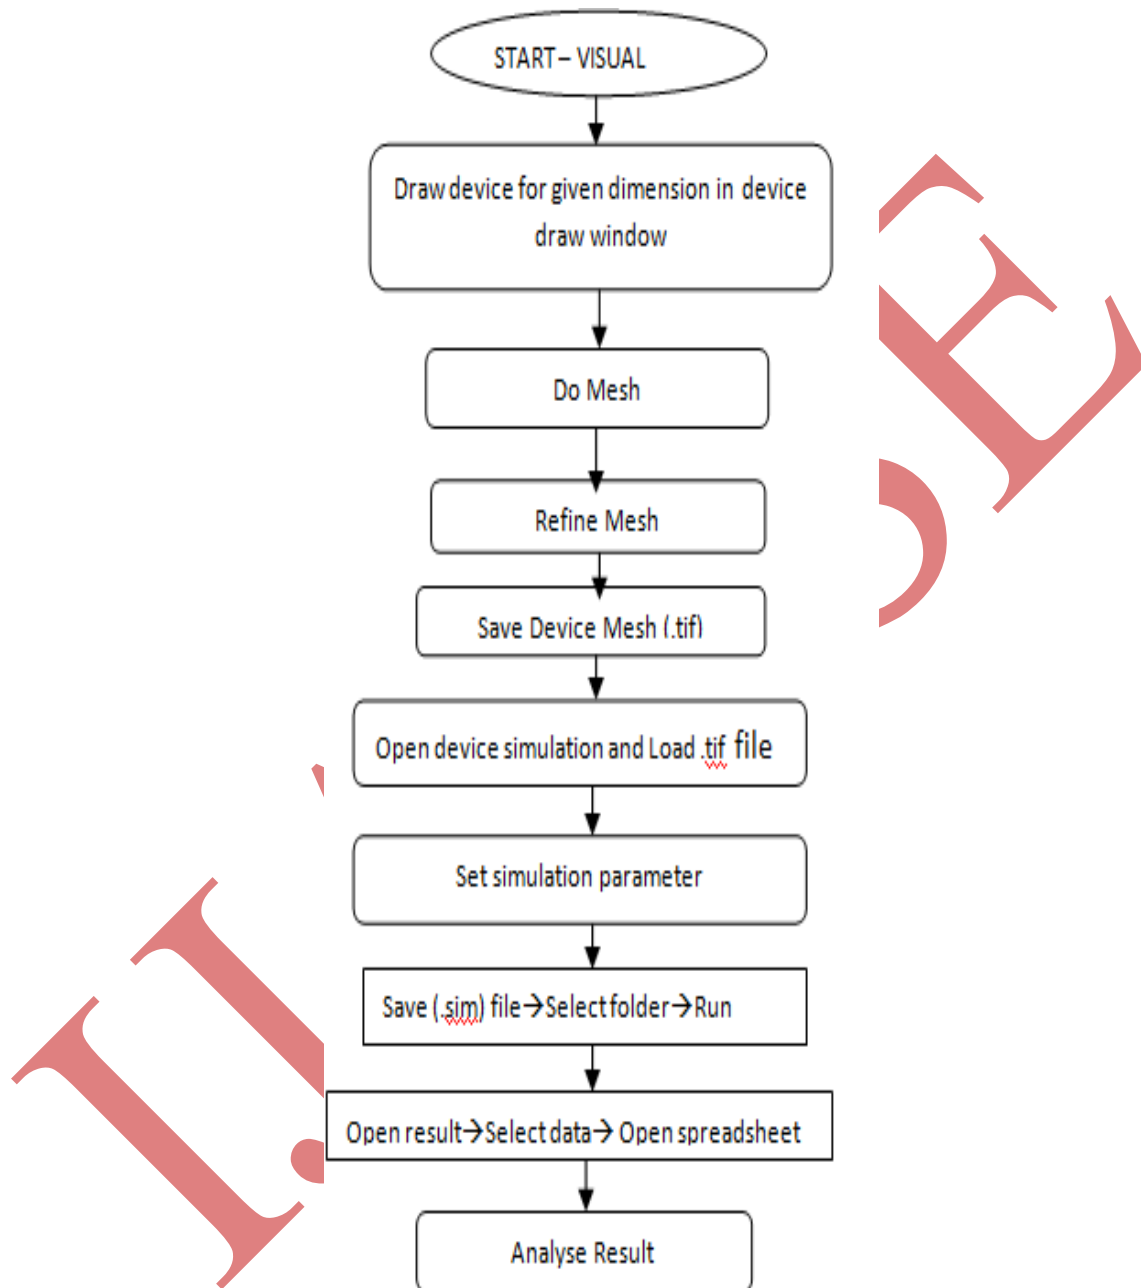 START – VISUAL
Draw device for given dimension in device
draw window
Do Mesh
Refine Mesh
Save Device Mesh (.tif)
Open device simulation and Load .tif file
Set simulation parameter
Save (.sim) file→Select folder→Run
Open result→Select data→ Open spreadsheet
Analyse Result